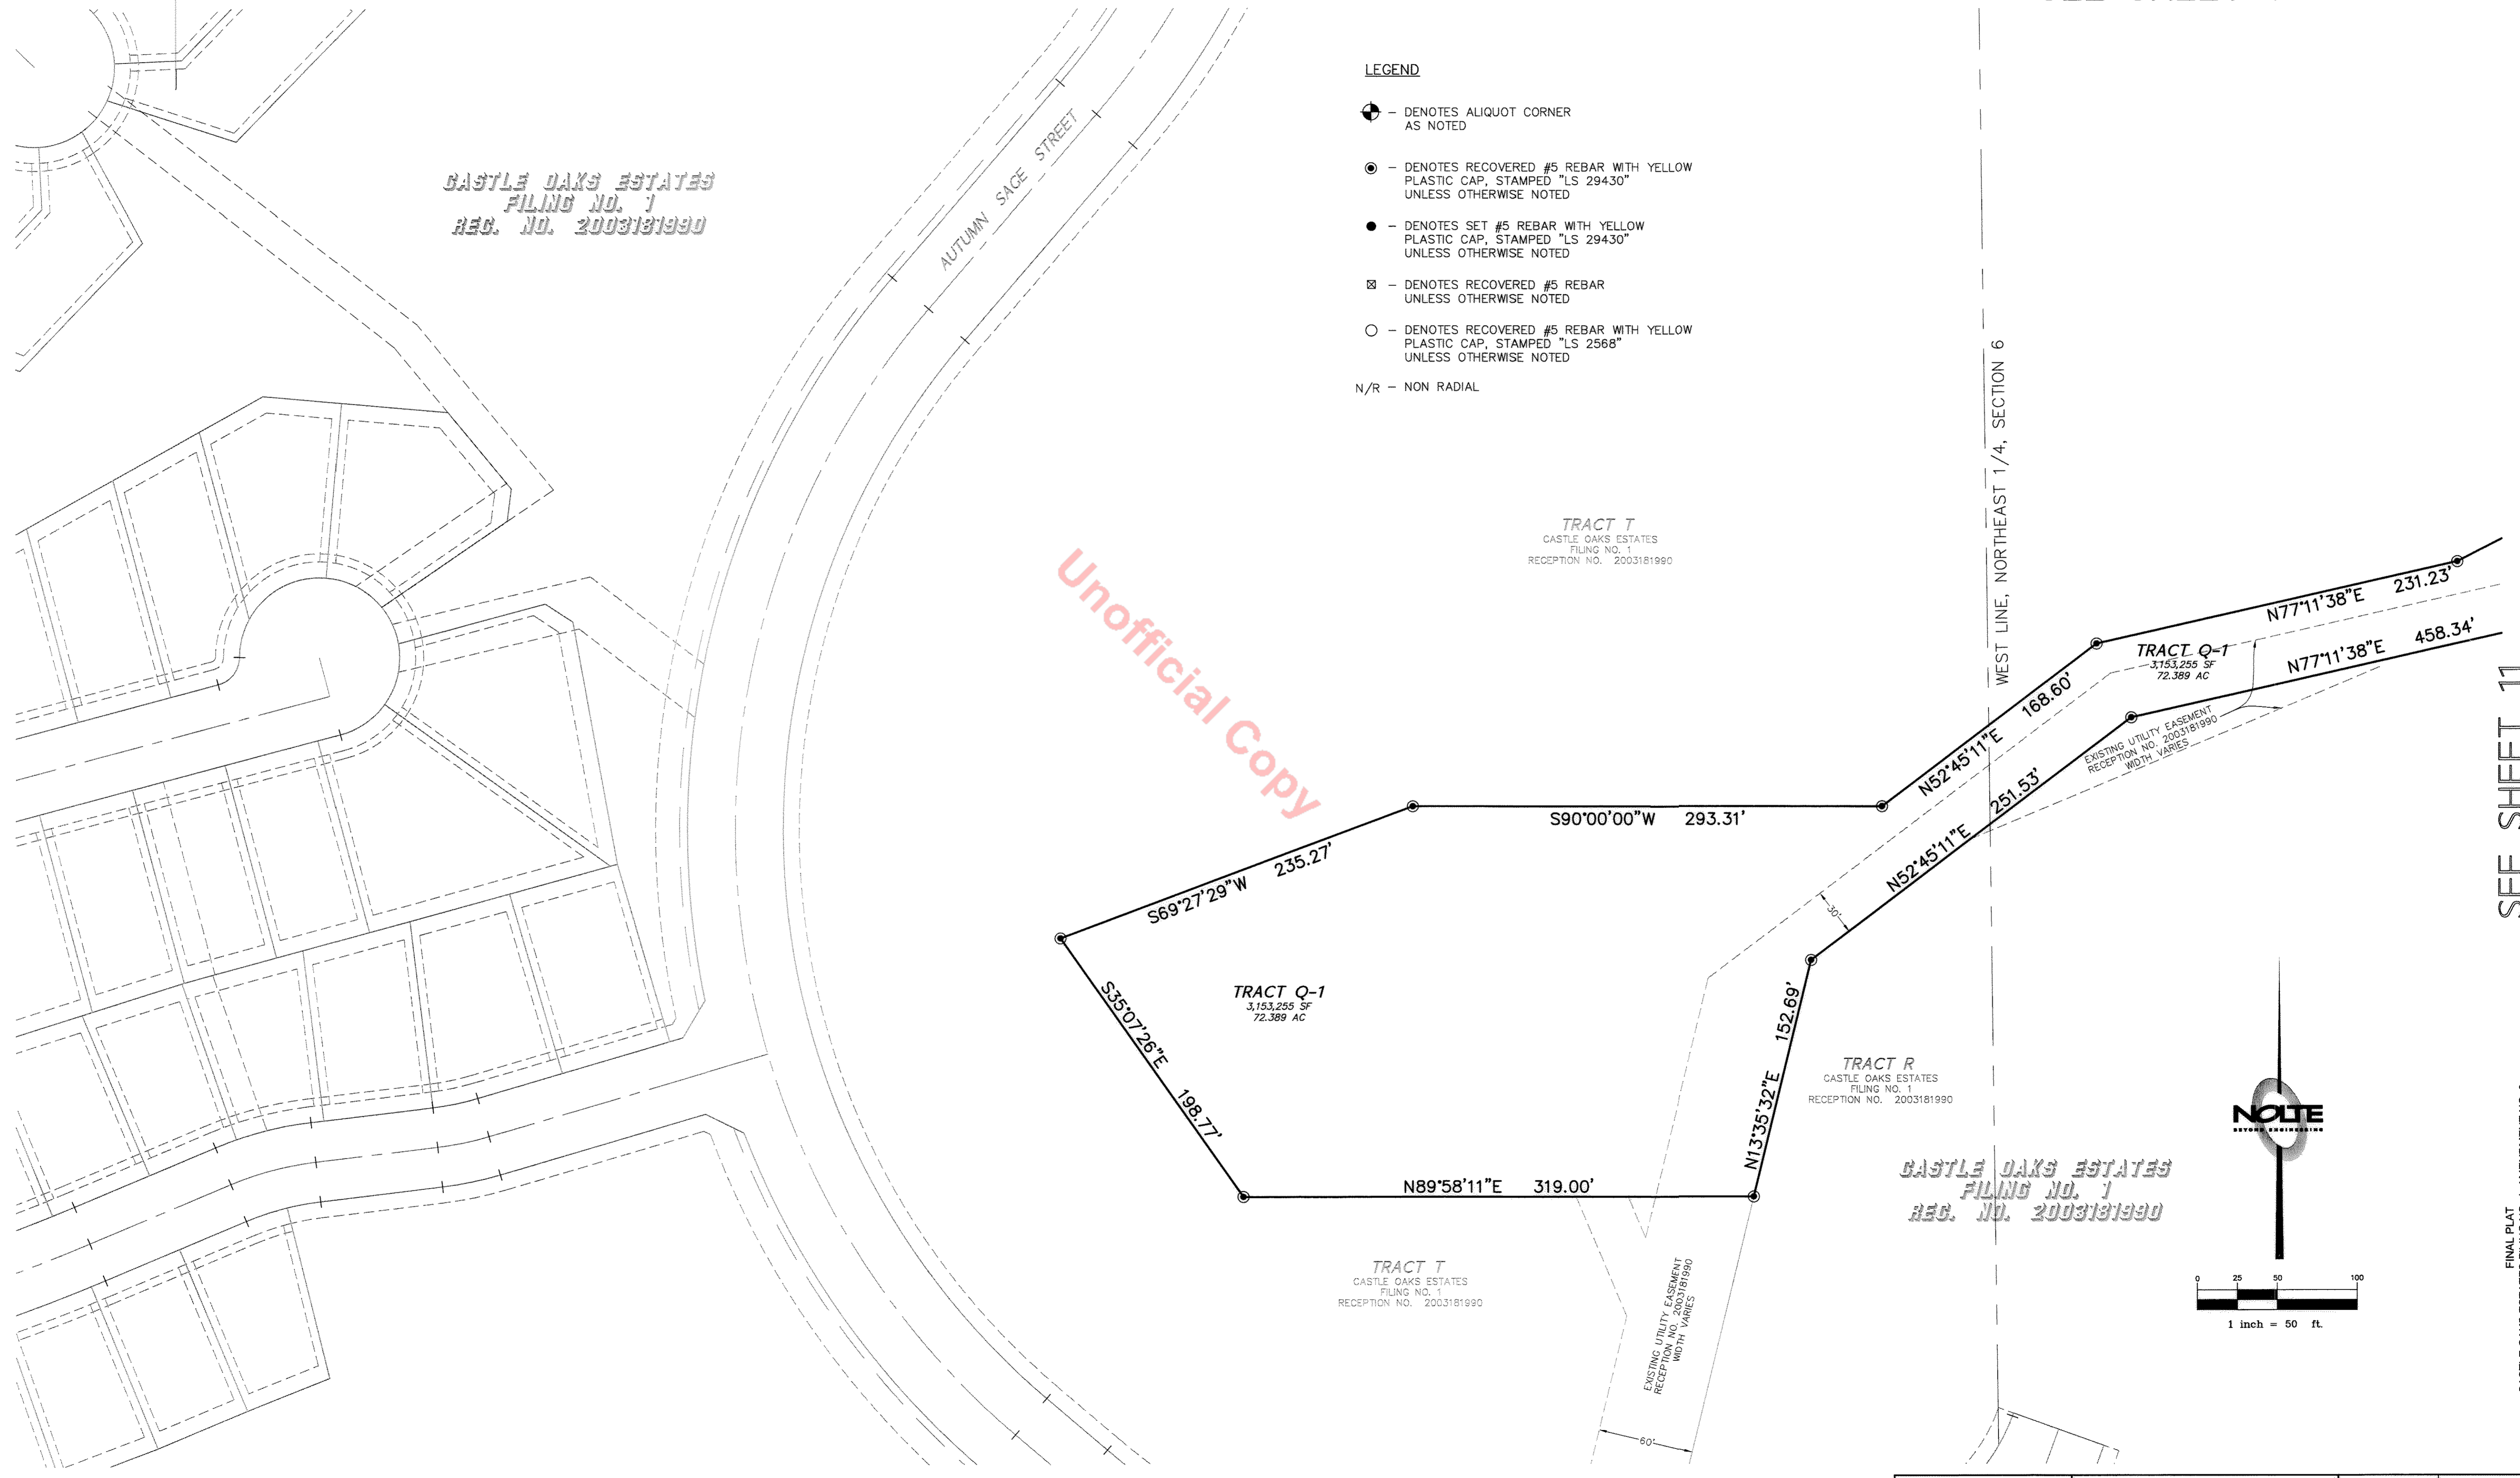 LEGEND
– DENOTES ALIQUOT CORNER
AS NOTED
– DENOTES RECOVERED #5 REBAR WITH YELLOW
PLASTIC CAP, STAMPED "LS 29430"
UNLESS OTHERWISE NOTED
– DENOTES SET #5 REBAR WITH YELLOW
PLASTIC CAP, STAMPED "LS 29430"
UNLESS OTHERWISE NOTED
– DENOTES RECOVERED #5 REBAR
UNLESS OTHERWISE NOTED
– DENOTES RECOVERED #5 REBAR WITH YELLOW
PLASTIC CAP, STAMPED "LS 2568"
UNLESS OTHERWISE NOTED
N/R – NON RADIAL
CASTLE OAKS ESTATES
FILING NO. 1
REC. NO. 2003181990
AUTUMN SAGE STREET
WEST LINE, NORTHEAST 1/4, SECTION 6
TRACT T
CASTLE OAKS ESTATES
FILING NO. 1
RECEPTION NO. 2003181990
Unofficial Copy
N77°11'38"E 231.23'
TRACT Q-1
3,153,255 SF
72.389 AC
N77°11'38"E 458.34'
EXISTING UTILITY EASEMENT
RECEPTION NO. 2003181990
WIDTH VARIES
N52°45'11"E 168.60'
N52°45'11"E 251.53'
S90°00'00"W 293.31'
S69°27'29"W 235.27'
30'
SEE SHEET 11
TRACT Q-1
3,153,255 SF
72.389 AC
S35°07'26"E 198.77'
N13°35'32"E 152.69'
N89°58'11"E 319.00'
TRACT R
CASTLE OAKS ESTATES
FILING NO. 1
RECEPTION NO. 2003181990
NOLTE
BEYOND ENGINEERING
CASTLE OAKS ESTATES
FILING NO. 1
REC. NO. 2003181990
TRACT T
CASTLE OAKS ESTATES
FILING NO. 1
RECEPTION NO. 2003181990
EXISTING UTILITY EASEMENT
RECEPTION NO. 2003181990
WIDTH VARIES
60'
0 25 50 100
1 inch = 50 ft.
FINAL PLAT